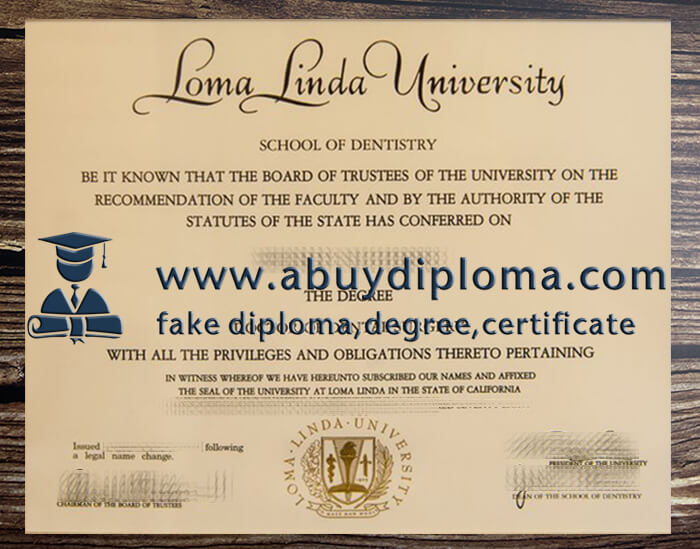 Loma Linda University
SCHOOL OF DENTISTRY
BE IT KNOWN THAT THE BOARD OF TRUSTEES OF THE UNIVERSITY ON THE
RECOMMENDATION OF THE FACULTY AND BY THE AUTHORITY OF THE
STATUTES OF THE STATE HAS CONFERRED ON
www.abuydiploma.com
THE DEGREE
fake diploma,degree,certificate
DOCTOR OF DENTAL SURGERY
WITH ALL THE PRIVILEGES AND OBLIGATIONS THERETO PERTAINING
IN WITNESS WHEREOF WE HAVE HEREUNTO SUBSCRIBED OUR NAMES AND AFFIXED
THE SEAL OF THE UNIVERSITY AT LOMA LINDA IN THE STATE OF CALIFORNIA
Issued following
a legal name change.
LOMA·LINDA·UNIVERSITY
CHAIRMAN OF THE BOARD OF TRUSTEES
PRESIDENT OF THE UNIVERSITY
DEAN OF THE SCHOOL OF DENTISTRY